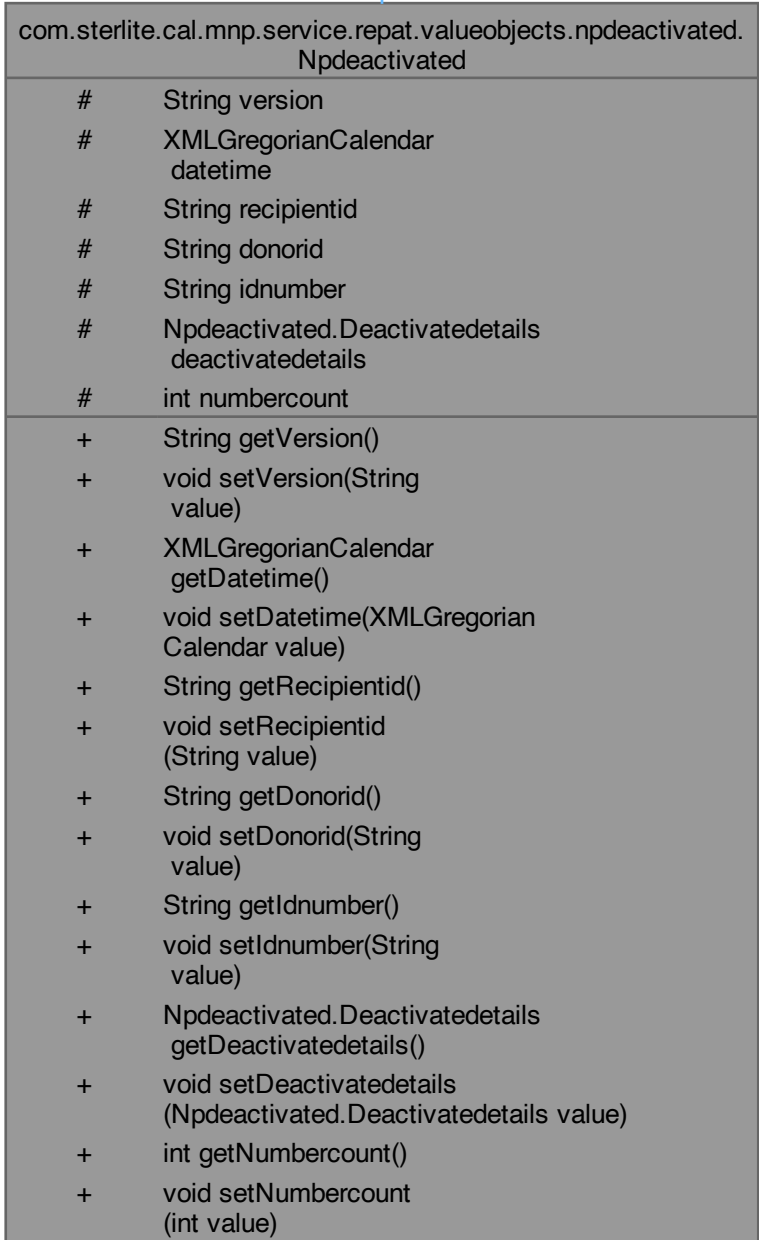 com.sterlite.cal.mnp.service.repat.valueobjects.npdeactivated.
Npdeactivated
# String version
# XMLGregorianCalendar
datetime
# String recipientid
# String donorid
# String idnumber
# Npdeactivated.Deactivatedetails
deactivatedetails
# int numbercount
+ String getVersion()
+ void setVersion(String
value)
+ XMLGregorianCalendar
getDatetime()
+ void setDatetime(XMLGregorian
Calendar value)
+ String getRecipientid()
+ void setRecipientid
(String value)
+ String getDonorid()
+ void setDonorid(String
value)
+ String getIdnumber()
+ void setIdnumber(String
value)
+ Npdeactivated.Deactivatedetails
getDeactivatedetails()
+ void setDeactivatedetails
(Npdeactivated.Deactivatedetails value)
+ int getNumbercount()
+ void setNumbercount
(int value)